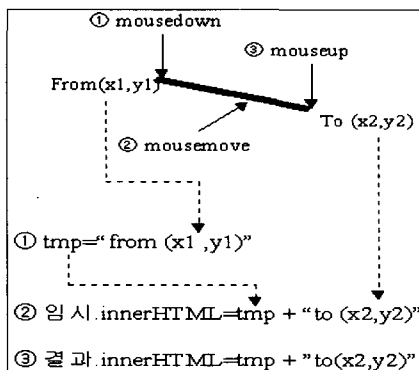 ① mousedown
③ mouseup
From(x1,y1)
To (x2,y2)
② mousemove
① tmp="from (x1 ,y1)"
② 임시.innerHTML=tmp + "to (x2,y2)"
③ 결과.innerHTML=tmp + "to(x2,y2)"